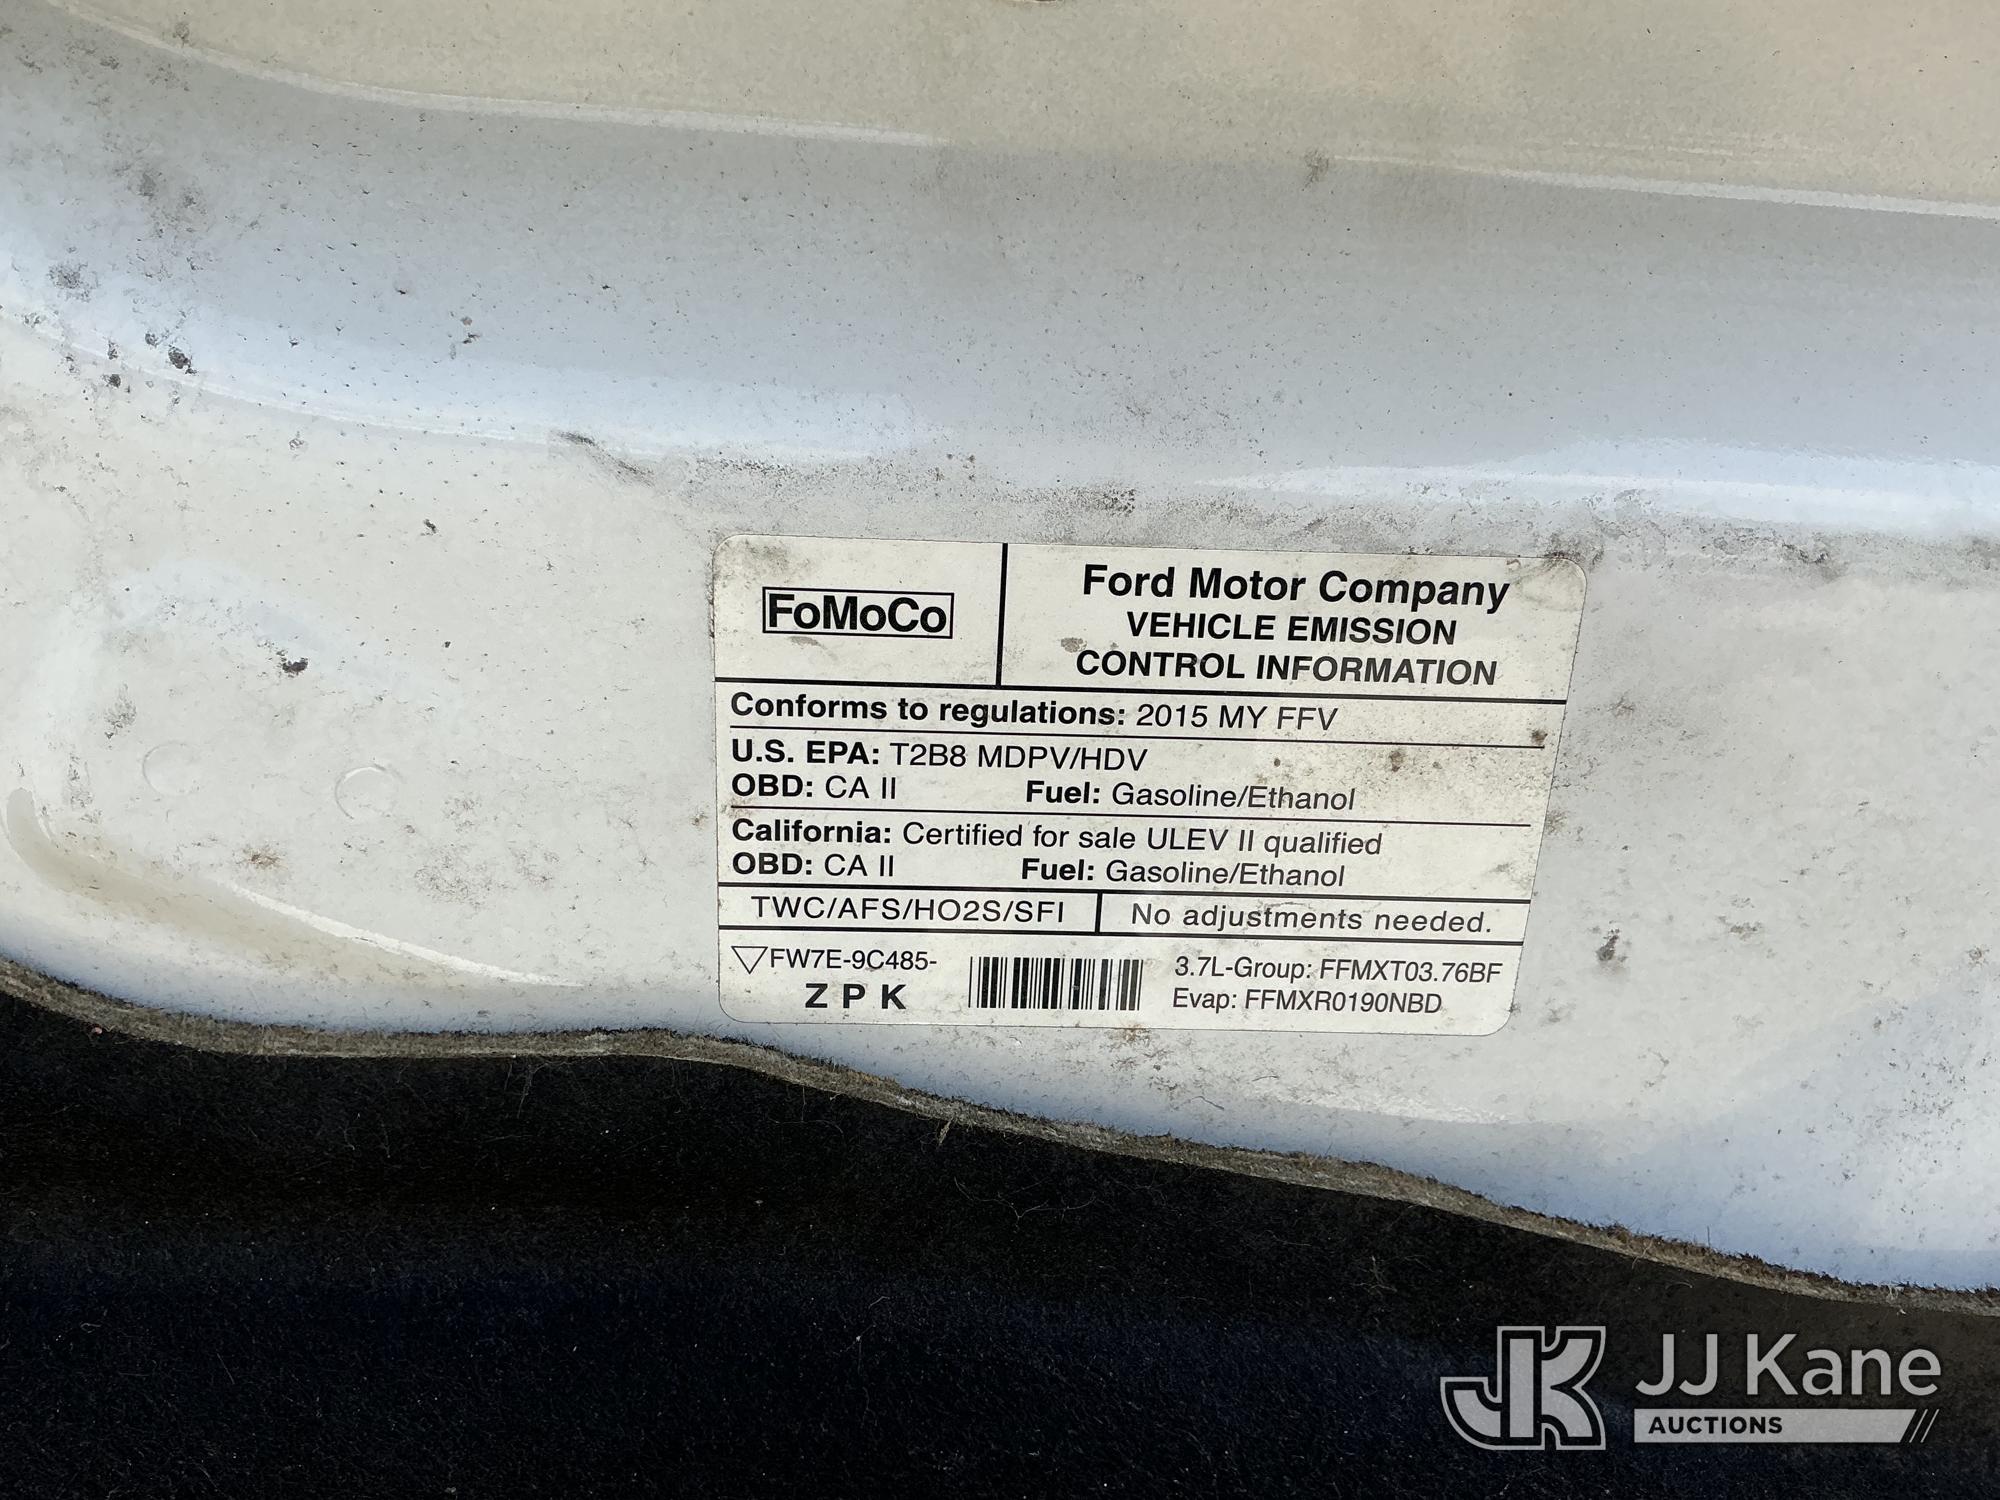 FoMoCo
Ford Motor Company
VEHICLE EMISSION
CONTROL INFORMATION
Conforms to regulations: 2015 MY FFV
U.S. EPA: T2B8 MDPV/HDV
OBD: CA II Fuel: Gasoline/Ethanol
California: Certified for sale ULEV II qualified
OBD: CA II Fuel: Gasoline/Ethanol
TWC/AFS/HO2S/SFI No adjustments needed.
FW7E-9C485-
Z P K
3.7L-Group: FFMXT03.76BF
Evap: FFMXR0190NBD
JK
JJ Kane
AUCTIONS